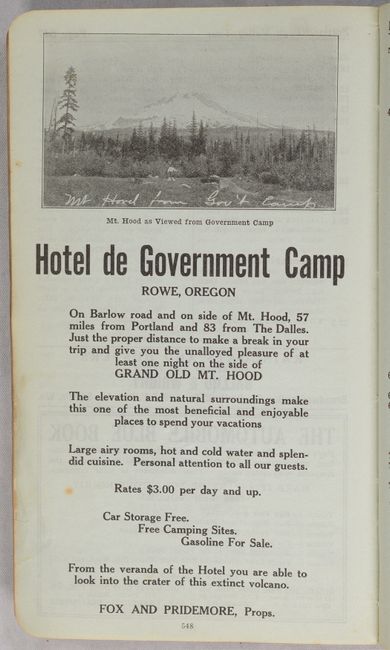 Mt Hood from Gov't Camp
Mt. Hood as Viewed from Government Camp
Hotel de Government Camp
ROWE, OREGON
On Barlow road and on side of Mt. Hood, 57
miles from Portland and 83 from The Dalles.
Just the proper distance to make a break in your
trip and give you the unalloyed pleasure of at
least one night on the side of
GRAND OLD MT. HOOD
The elevation and natural surroundings make
this one of the most beneficial and enjoyable
places to spend your vacations
Large airy rooms, hot and cold water and splen-
did cuisine. Personal attention to all our guests.
Rates $3.00 per day and up.
Car Storage Free.
Free Camping Sites.
Gasoline For Sale.
From the veranda of the Hotel you are able to
look into the crater of this extinct volcano.
FOX AND PRIDEMORE, Props.
548